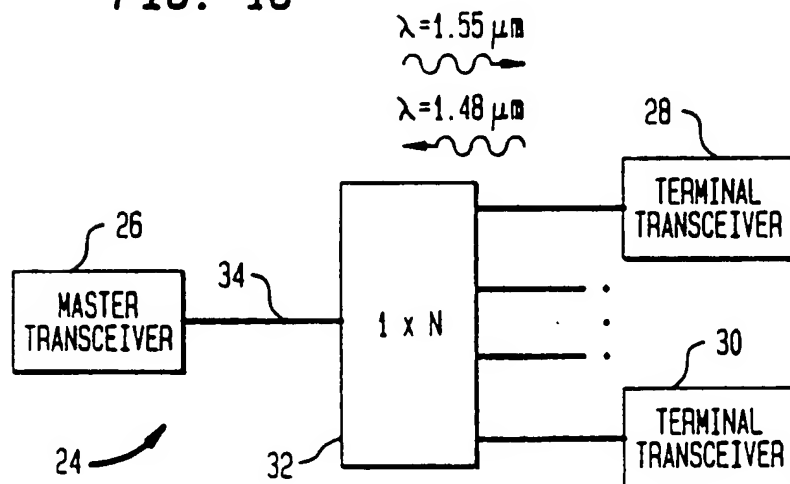 λ=1.55 μm
λ=1.48 μm
28
TERMINAL
TRANSCEIVER
26
34
MASTER
TRANSCEIVER
1 x N
30
TERMINAL
TRANSCEIVER
24
32